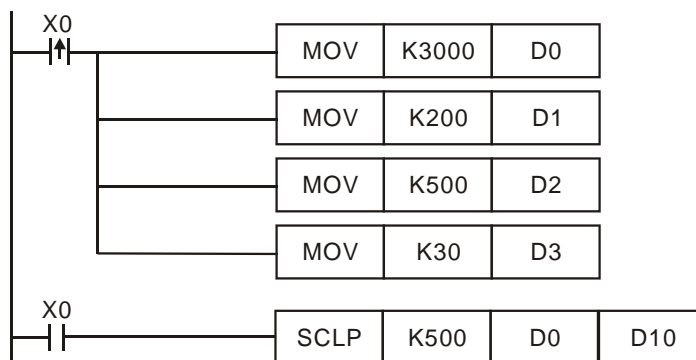 X0
MOV K3000 D0
MOV K200 D1
MOV K500 D2
MOV K30 D3
X0
SCLP K500 D0 D10